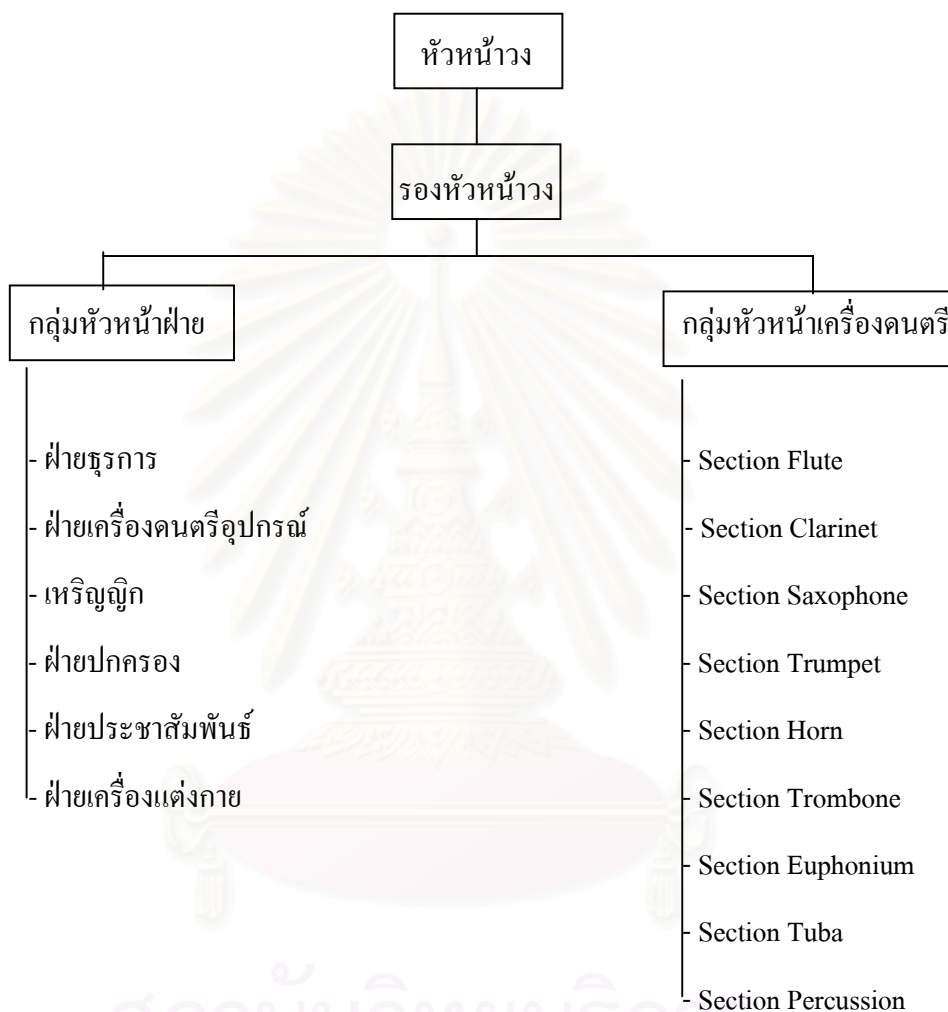 หัวหน้าวง
รองหัวหน้าวง
กลุ่มหัวหน้าฝ่าย
- ฝ่ายธุรการ
- ฝ่ายเครื่องดนตรีอุปกรณ์
- เหริญญิก
- ฝ่ายปกครอง
- ฝ่ายประชาสัมพันธ์
- ฝ่ายเครื่องแต่งกาย
กลุ่มหัวหน้าเครื่องดนตรี
- Section Flute
- Section Clarinet
- Section Saxophone
- Section Trumpet
- Section Horn
- Section Trombone
- Section Euphonium
- Section Tuba
- Section Percussion